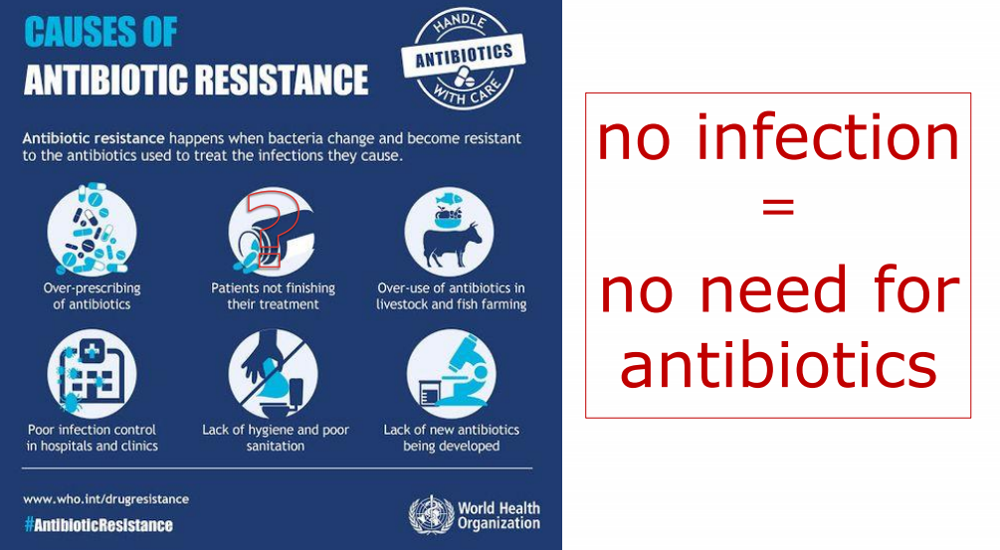 CAUSES OF
ANTIBIOTIC RESISTANCE
HANDLE
ANTIBIOTICS
WITH CARE
Antibiotic resistance happens when bacteria change and become resistant
to the antibiotics used to treat the infections they cause.
Over-prescribing
of antibiotics
?
Patients not finishing
their treatment
Over-use of antibiotics in
livestock and fish farming
Poor infection control
in hospitals and clinics
Lack of hygiene and poor
sanitation
Lack of new antibiotics
being developed
www.who.int/drugresistance
#AntibioticResistance
World Health
Organization
no infection
=
no need for
antibiotics